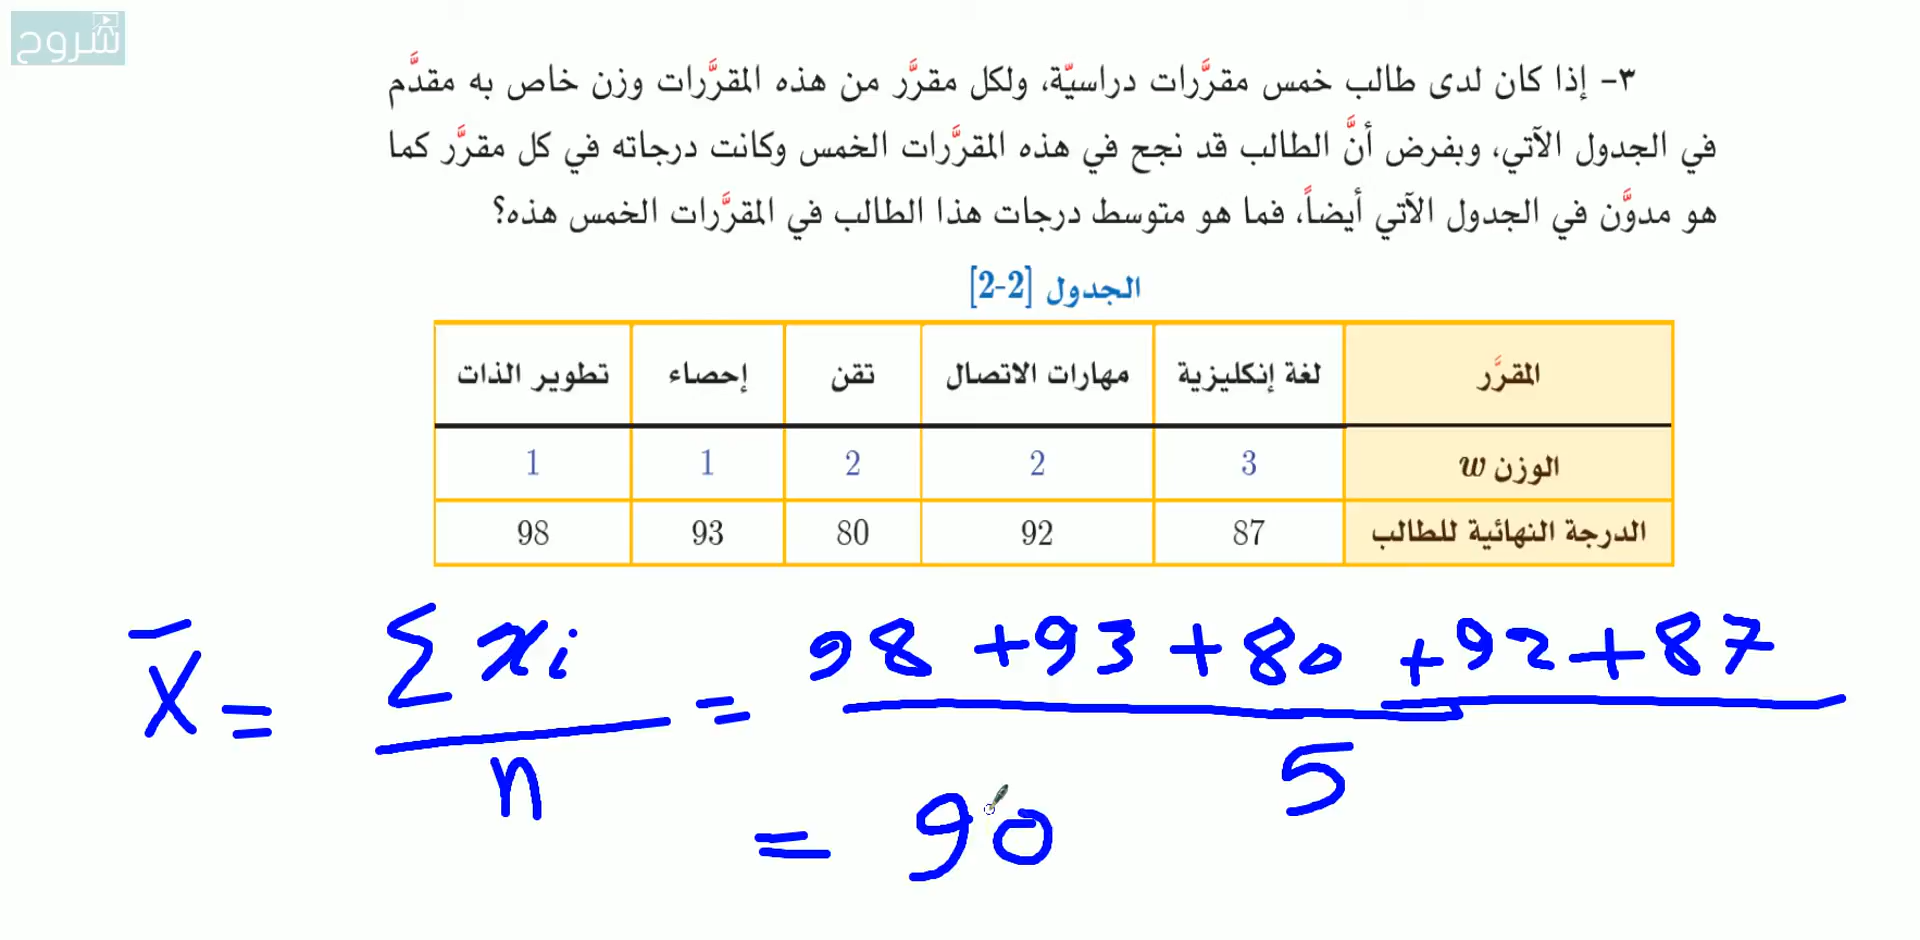 شروح
٣- إذا كان لدى طالب خمس مقرَّرات دراسيّة، ولكل مقرَّر من هذه المقرَّرات وزن خاص به مقدَّم
في الجدول الآتي، وبفرض أنَّ الطالب قد نجح في هذه المقرَّرات الخمس وكانت درجاته في كل مقرَّر كما
هو مدوَّن في الجدول الآتي أيضاً، فما هو متوسط درجات هذا الطالب في المقرَّرات الخمس هذه؟
الجدول [2-2]
المقرَّر لغة إنكليزية مهارات الاتصال تقن إحصاء تطوير الذات
الوزن w 3 2 2 1 1
الدرجة النهائية للطالب 87 92 80 93 98
X̄ = Σxi / n = 98 + 93 + 80 + 92 + 87 / 5
= 90